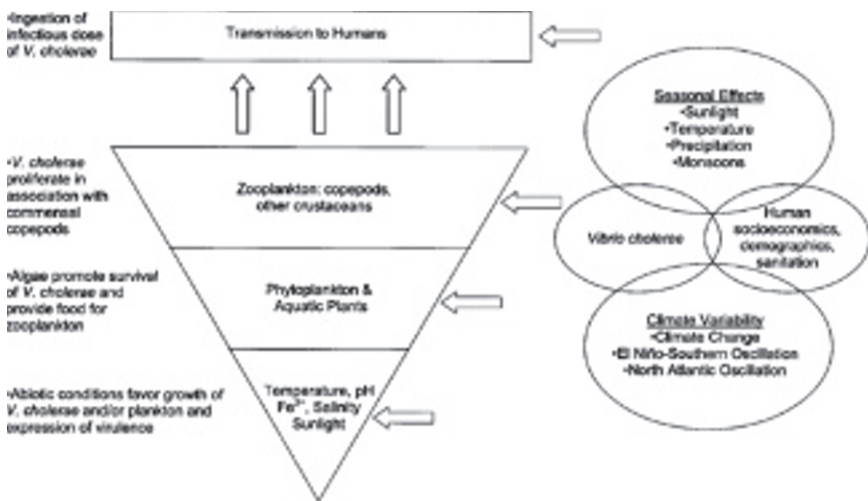 •Ingestion of
infectious dose
of V. cholerae
Transmission to Humans
•V. cholerae
proliferate in
association with
commensal
copepods
Zooplankton: copepods,
other crustaceans
•Algae promote survival
of V. cholerae and
provide food for
zooplankton
Phytoplankton &
Aquatic Plants
•Abiotic conditions favor growth of
V. cholerae and/or plankton and
expression of virulence
Temperature, pH
Fe³⁺, Salinity
Sunlight
Seasonal Effects
•Sunlight
•Temperature
•Precipitation
•Monsoons
Vibrio cholerae
Human
socioeconomics,
demographics,
sanitation
Climate Variability
•Climate Change
•El Niño-Southern Oscillation
•North Atlantic Oscillation